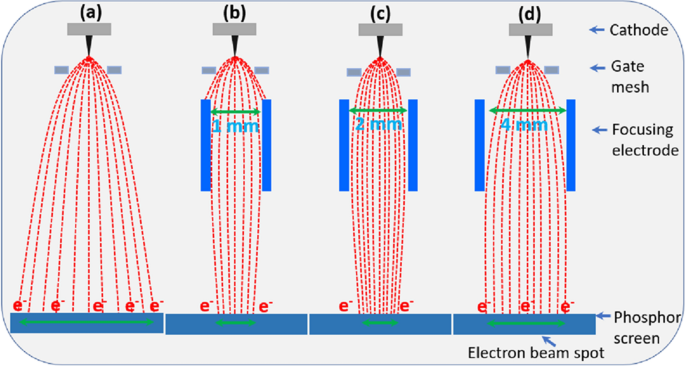 (a)
(b)
(c)
(d)
Cathode
Gate
mesh
1 mm
2 mm
4 mm
Focusing
electrode
e- e- e- e- e-
e- e-
e- e-
e- e- e-
Phosphor
screen
Electron beam spot